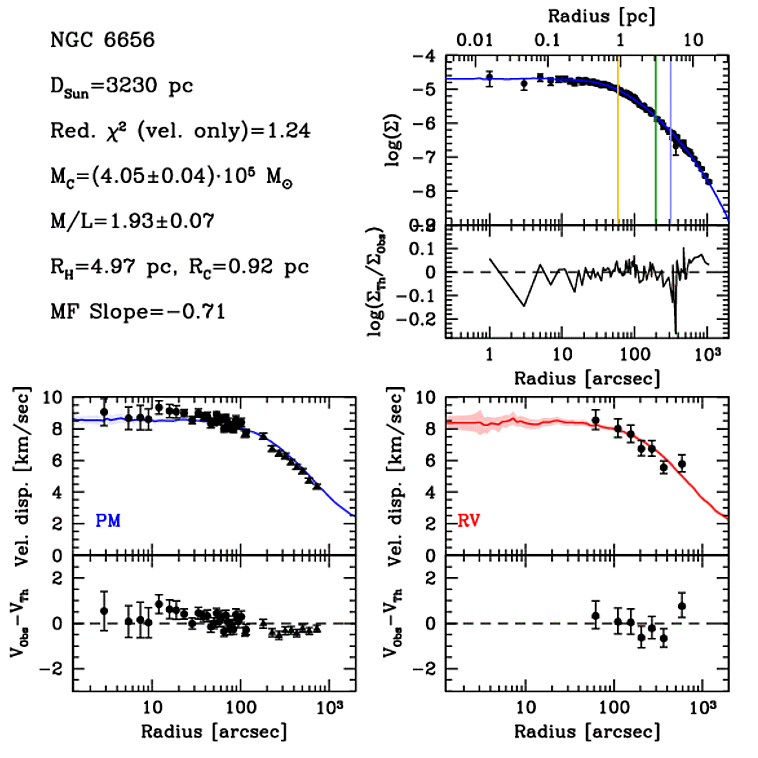 NGC 6656
D_Sun=3230 pc
Red. χ² (vel. only)=1.24
M_C=(4.05±0.04)·10⁵ M_⊙
M/L=1.93±0.07
R_H=4.97 pc, R_C=0.92 pc
MF Slope=−0.71
Radius [pc]
0.01 0.1 1 10
log(Σ)
−4
−5
−6
−7
−8
log(Σ_Th/Σ_Obs)
0.1
0
−0.1
−0.2
1 10 100 10³
Radius [arcsec]
Vel. disp. [km/sec]
10
8
6
4
2
0
PM
V_Obs−V_Th
2
0
−2
10 100 10³
Radius [arcsec]
Vel. disp. [km/sec]
10
8
6
4
2
0
RV
V_Obs−V_Th
2
0
−2
10 100 10³
Radius [arcsec]